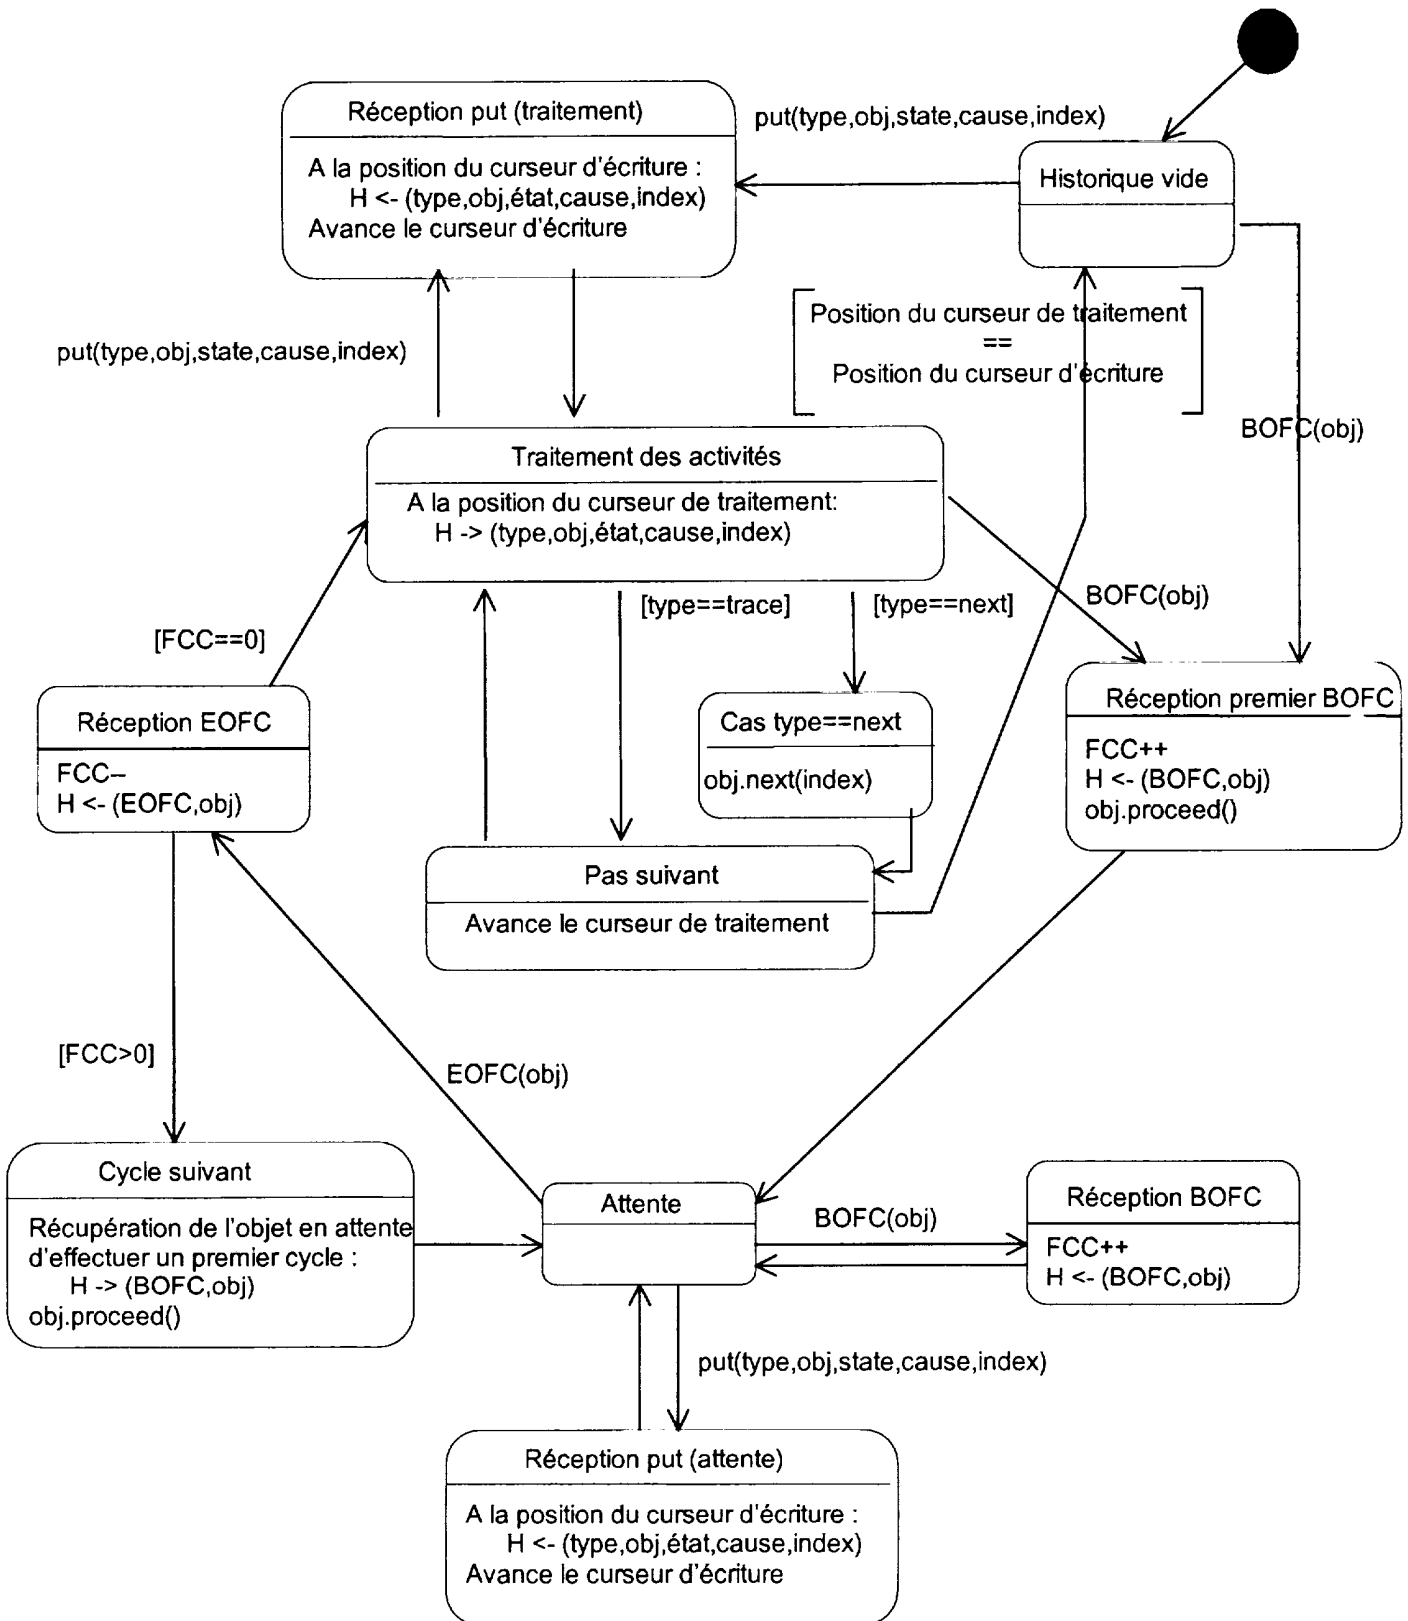 Réception put (traitement)
A la position du curseur d'écriture :
H <- (type,obj,état,cause,index)
Avance le curseur d'écriture
put(type,obj,state,cause,index)
Historique vide
put(type,obj,state,cause,index)
Position du curseur de traitement
==
Position du curseur d'écriture
BOFC(obj)
Traitement des activités
A la position du curseur de traitement:
H -> (type,obj,état,cause,index)
[FCC==0]
[type==trace]
[type==next]
BOFC(obj)
Réception EOFC
FCC–
H <- (EOFC,obj)
Cas type==next
obj.next(index)
Réception premier BOFC
FCC++
H <- (BOFC,obj)
obj.proceed()
Pas suivant
Avance le curseur de traitement
[FCC>0]
EOFC(obj)
Cycle suivant
Récupération de l'objet en attente
d'effectuer un premier cycle :
H -> (BOFC,obj)
obj.proceed()
Attente
BOFC(obj)
Réception BOFC
FCC++
H <- (BOFC,obj)
put(type,obj,state,cause,index)
Réception put (attente)
A la position du curseur d'écriture :
H <- (type,obj,état,cause,index)
Avance le curseur d'écriture